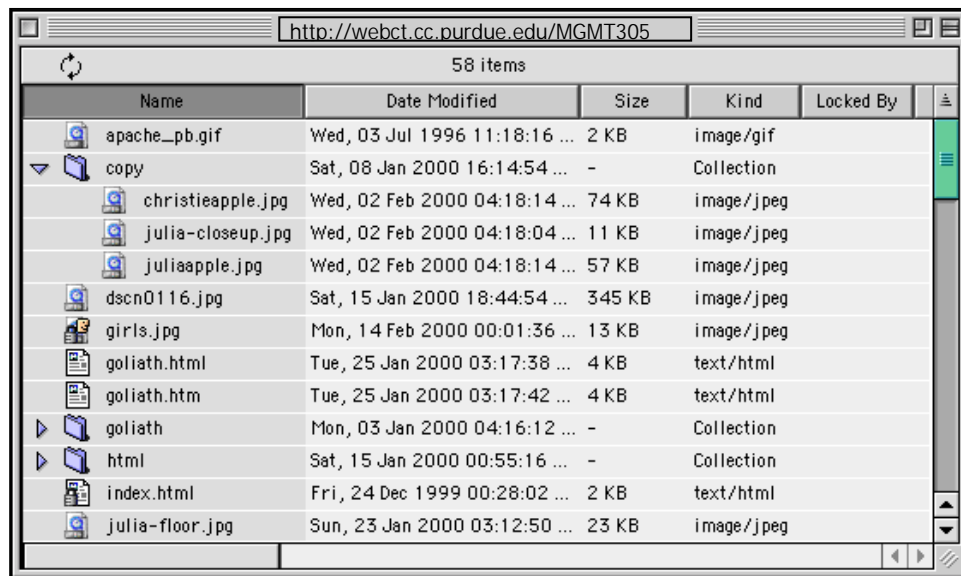 http://webct.cc.purdue.edu/MGMT305
58 items
Name Date Modified Size Kind Locked By
apache_pb.gif Wed, 03 Jul 1996 11:18:16 ... 2 KB image/gif
copy Sat, 08 Jan 2000 16:14:54 ... - Collection
christieapple.jpg Wed, 02 Feb 2000 04:18:14 ... 74 KB image/jpeg
julia-closeup.jpg Wed, 02 Feb 2000 04:18:04 ... 11 KB image/jpeg
juliaapple.jpg Wed, 02 Feb 2000 04:18:14 ... 57 KB image/jpeg
dscn0116.jpg Sat, 15 Jan 2000 18:44:54 ... 345 KB image/jpeg
girls.jpg Mon, 14 Feb 2000 00:01:36 ... 13 KB image/jpeg
goliath.html Tue, 25 Jan 2000 03:17:38 ... 4 KB text/html
goliath.htm Tue, 25 Jan 2000 03:17:42 ... 4 KB text/html
goliath Mon, 03 Jan 2000 04:16:12 ... - Collection
html Sat, 15 Jan 2000 00:55:16 ... - Collection
index.html Fri, 24 Dec 1999 00:28:02 ... 2 KB text/html
julia-floor.jpg Sun, 23 Jan 2000 03:12:50 ... 23 KB image/jpeg